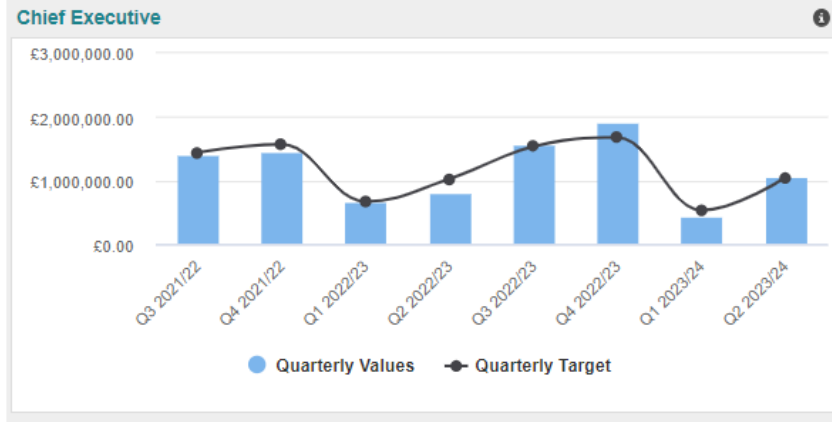 Chief Executive
£3,000,000.00
£2,000,000.00
£1,000,000.00
£0.00
Q3 2021/22
Q4 2021/22
Q1 2022/23
Q2 2022/23
Q3 2022/23
Q4 2022/23
Q1 2023/24
Q2 2023/24
Quarterly Values
Quarterly Target